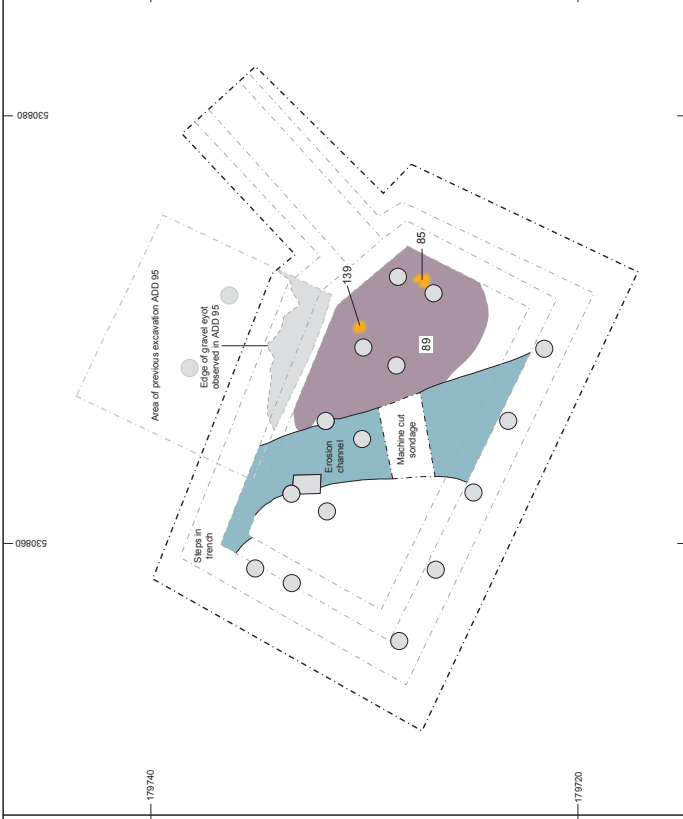 530880
Area of previous excavation ADD 95
Edge of gravel eyot
observed in ADD 95
139
85
89
Erosion
channel
Machine cut
sondage
Steps in
trench
530860
179740
179720